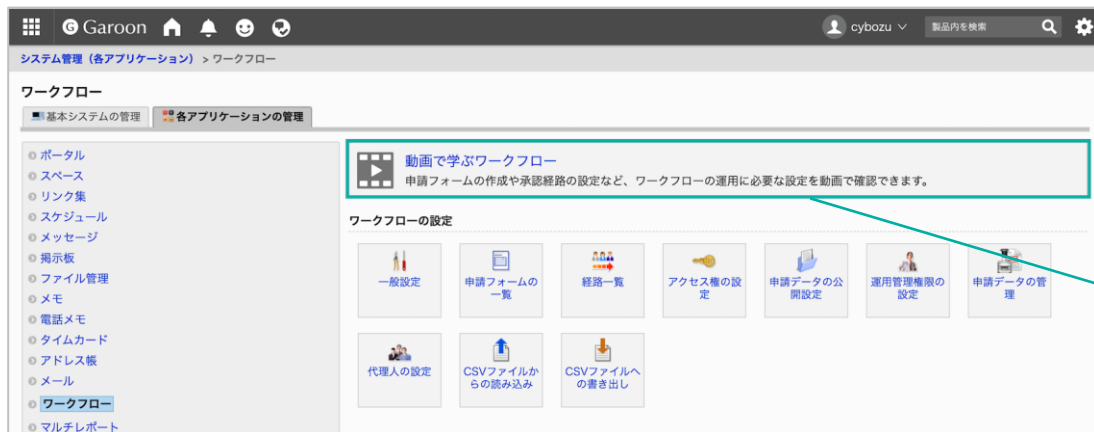 Garoon cybozu 製品内を検索
システム管理（各アプリケーション） > ワークフロー
ワークフロー
基本システムの管理 各アプリケーションの管理
ポータル
スペース
リンク集
スケジュール
メッセージ
掲示板
ファイル管理
メモ
電話メモ
タイムカード
アドレス帳
メール
ワークフロー
マルチレポート
動画で学ぶワークフロー
申請フォームの作成や承認経路の設定など、ワークフローの運用に必要な設定を動画で確認できます。
ワークフローの設定
一般設定
申請フォームの
一覧
経路一覧
アクセス権の設
定
申請データの公
開設定
運用管理権限の
設定
申請データの管
理
代理人の設定
CSVファイルか
らの読み込み
CSVファイルへ
の書き出し